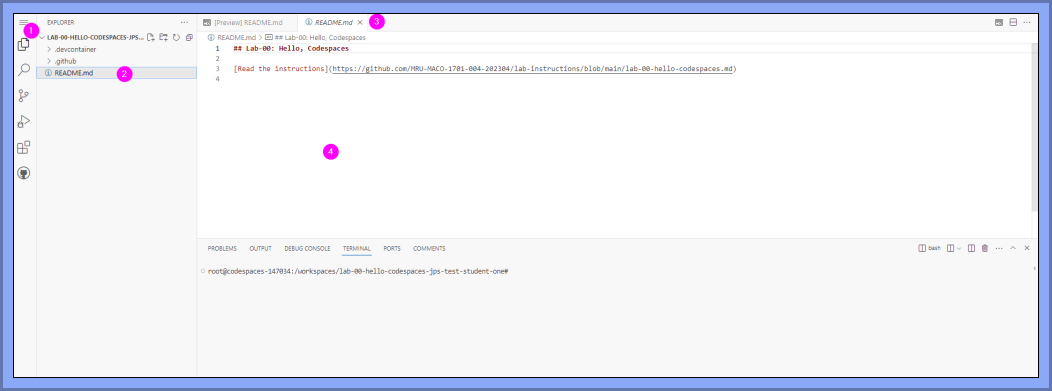 EXPLORER
1
LAB-00-HELLO-CODESPACES-JPS...
.devcontainer
.github
README.md
2
[Preview] README.md
README.md
3
README.md > ## Lab-00: Hello, Codespaces
1 ## Lab-00: Hello, Codespaces
2
3 [Read the instructions](https://github.com/MRU-MACO-1701-004-202304/lab-instructions/blob/main/lab-00-hello-codespaces.md)
4
4
PROBLEMS OUTPUT DEBUG CONSOLE TERMINAL PORTS COMMENTS
bash
root@codespaces-147034:/workspaces/lab-00-hello-codespaces-jps-test-student-one#